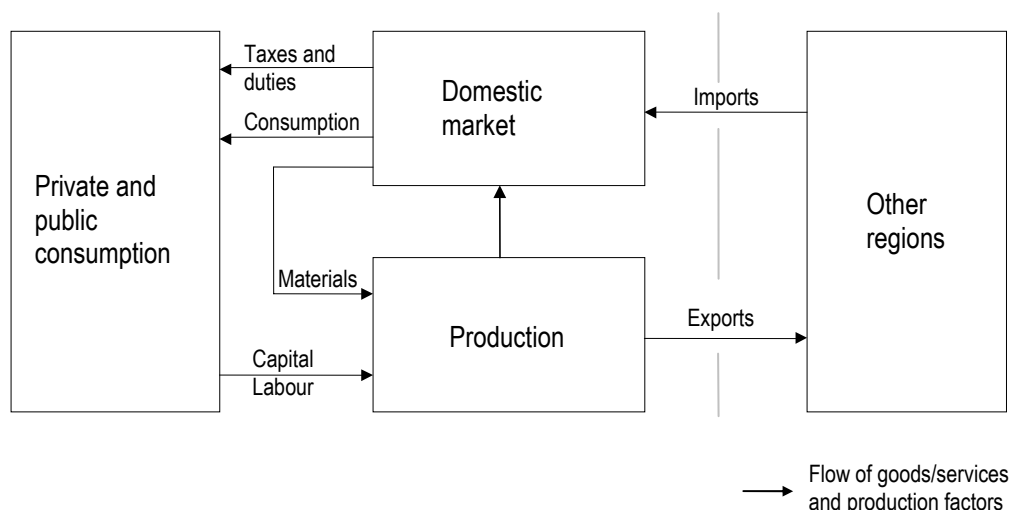 Taxes and
duties
Consumption
Domestic
market
Imports
Private and
public
consumption
Other
regions
Materials
Production
Exports
Capital
Labour
Flow of goods/services
and production factors